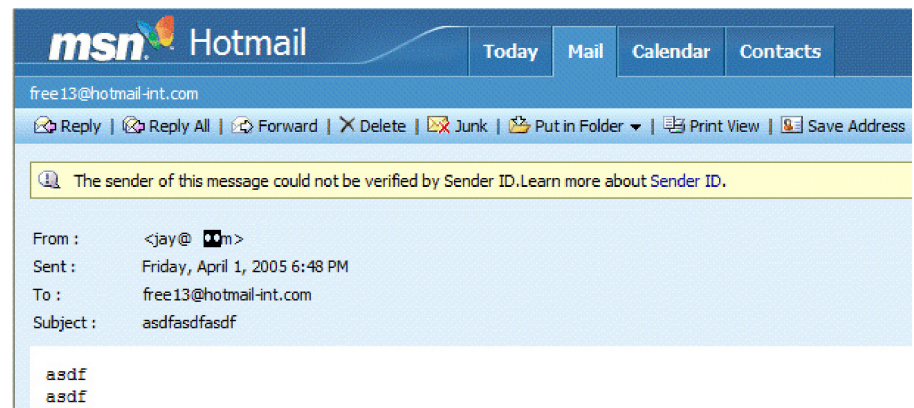 msn Hotmail Today Mail Calendar Contacts
free13@hotmail-int.com
Reply | Reply All | Forward | Delete | Junk | Put in Folder | Print View | Save Address
The sender of this message could not be verified by Sender ID.Learn more about Sender ID.
From : <jay@ m>
Sent : Friday, April 1, 2005 6:48 PM
To : free13@hotmail-int.com
Subject : asdfasdfasdf
asdf
asdf